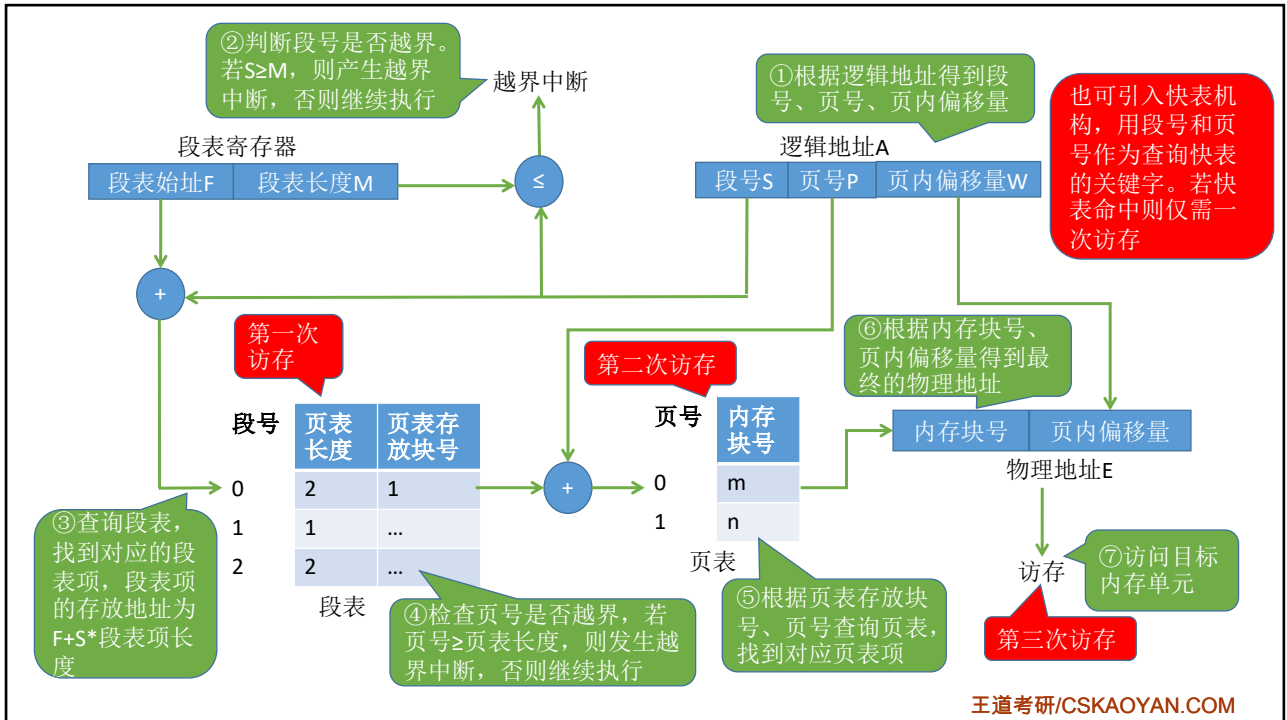 ②判断段号是否越界。
若S≥M，则产生越界
中断，否则继续执行
越界中断
①根据逻辑地址得到段
号、页号、页内偏移量
也可引入快表机
构，用段号和页
号作为查询快表
的关键字。若快
表命中则仅需一
次访存
段表寄存器
段表始址F
段表长度M
≤
逻辑地址A
段号S
页号P
页内偏移量W
+
第一次
访存
第二次访存
⑥根据内存块号、
页内偏移量得到最
终的物理地址
段号
页表
长度
页表存
放块号
0
2
1
1
1
...
2
2
...
段表
+
页号
内存
块号
0
m
1
n
页表
内存块号
页内偏移量
物理地址E
③查询段表，
找到对应的段
表项，段表项
的存放地址为
F+S*段表项长
度
④检查页号是否越界，若
页号≥页表长度，则发生越
界中断，否则继续执行
⑤根据页表存放块
号、页号查询页表，
找到对应页表项
访存
⑦访问目标
内存单元
第三次访存
王道考研/CSKAOYAN.COM